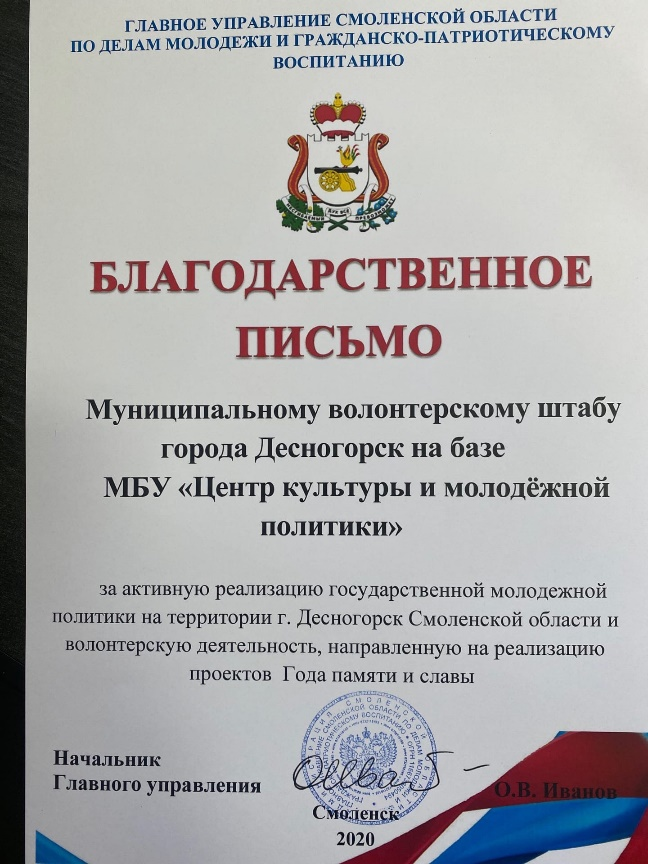 ГЛАВНОЕ УПРАВЛЕНИЕ СМОЛЕНСКОЙ ОБЛАСТИ
ПО ДЕЛАМ МОЛОДЕЖИ И ГРАЖДАНСКО-ПАТРИОТИЧЕСКОМУ
ВОСПИТАНИЮ
БЛАГОДАРСТВЕННОЕ
ПИСЬМО
Муниципальному волонтерскому штабу
города Десногорск на базе
МБУ «Центр культуры и молодёжной
политики»
за активную реализацию государственной молодежной
политики на территории г. Десногорск Смоленской области и
волонтерскую деятельность, направленную на реализацию
проектов Года памяти и славы
Начальник
Главного управления
О.В. Иванов
Смоленск
2020